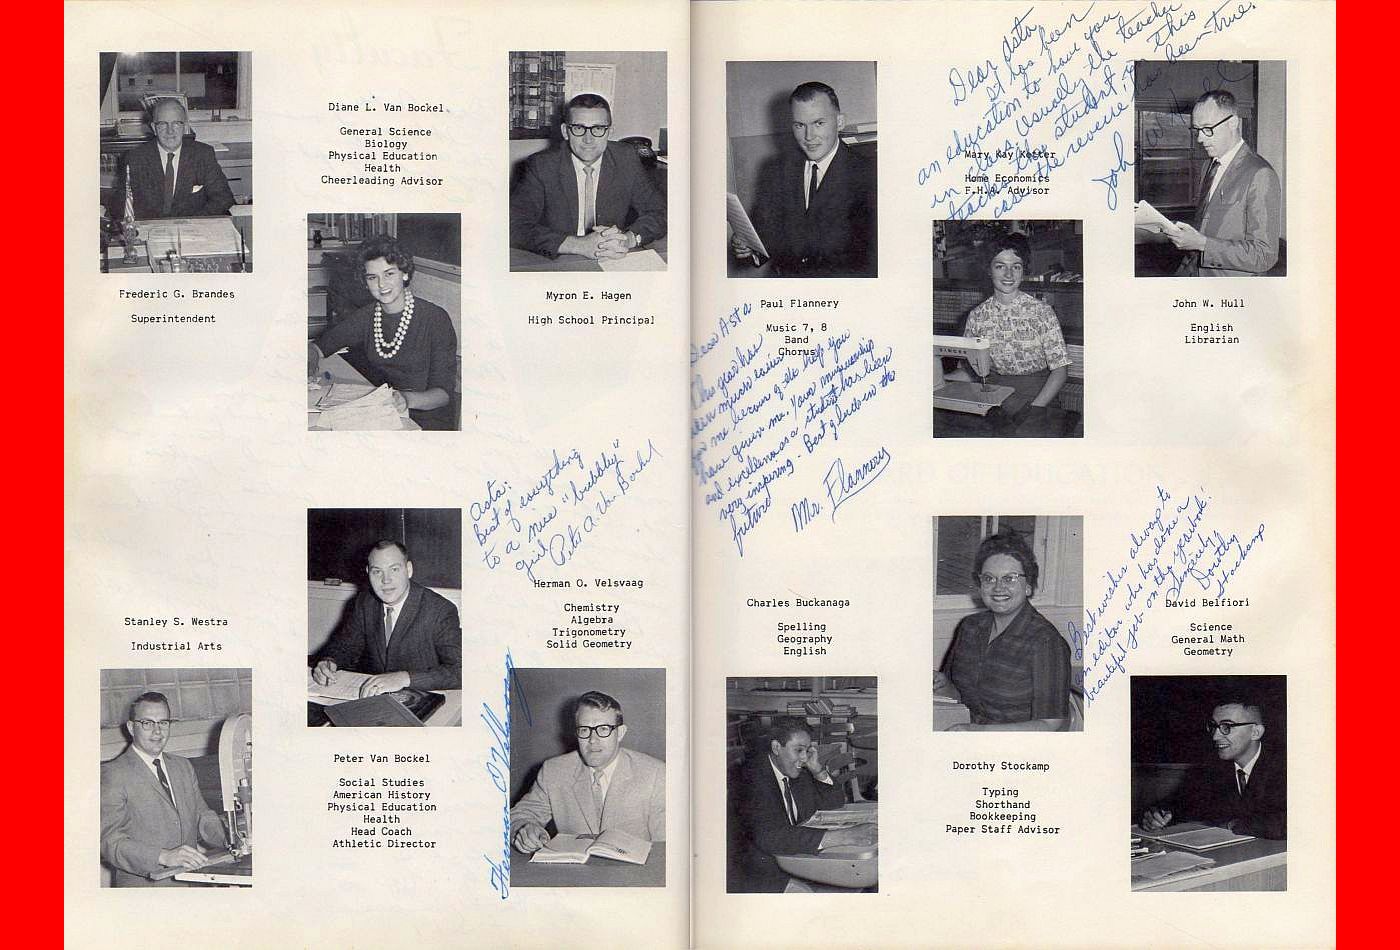 Diane L. Van Bockel
General Science
Biology
Physical Education
Health
Cheerleading Advisor
Frederic G. Brandes
Superintendent
Myron E. Hagen
High School Principal
Asta:
Best of everything
to a nice "bubbley"
girl
Peter A. Van Bockel
Stanley S. Westra
Industrial Arts
Herman O. Velsvaag
Chemistry
Algebra
Trigonometry
Solid Geometry
Peter Van Bockel
Social Studies
American History
Physical Education
Health
Head Coach
Athletic Director
Herman O Velsvaag
Dear Asta
It has been
an education to have you
in class. Usually the teacher
teaches the student; in this
case the reverse has been true.
John W Hull
Mary Kay Ketter
Home Economics
F.H.A. Advisor
Paul Flannery
Music 7, 8
Band
Chorus
John W. Hull
English
Librarian
SINGER
Dear Asta
This year has
been much easier
for me because of the help you
have given me. Your musicianship
and excellence as a student has been
very inspiring - Best of luck in the
future
Mr. Flannery
Best wishes always to
an editor who has done a
beautiful job on the yearbook!
Sincerely,
Dorothy
Stockamp
Charles Buckanaga
Spelling
Geography
English
David Belfiori
Science
General Math
Geometry
Dorothy Stockamp
Typing
Shorthand
Bookkeeping
Paper Staff Advisor